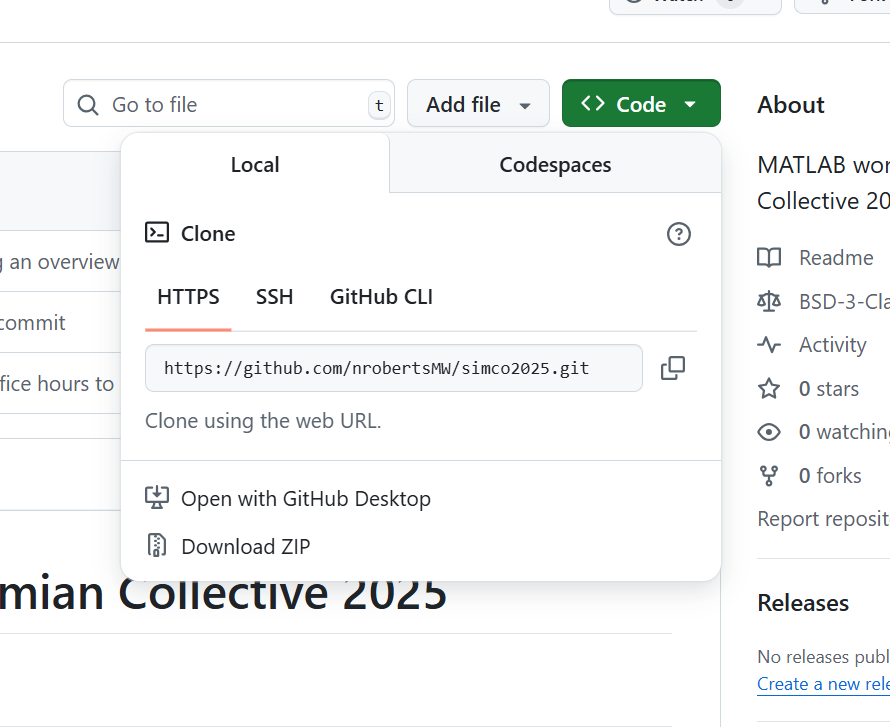 Go to file
t
Add file
Code
About
Local
Codespaces
MATLAB
Collective 20
Clone
Readme
an overview
HTTPS
SSH
GitHub CLI
BSD-3-Cla
commit
Activity
https://github.com/nrobertsMW/simco2025.git
fice hours to
0 stars
Clone using the web URL.
0 watching
0 forks
Open with GitHub Desktop
Report reposit
Download ZIP
mian Collective 2025
Releases
No releases publ
Create a new rele